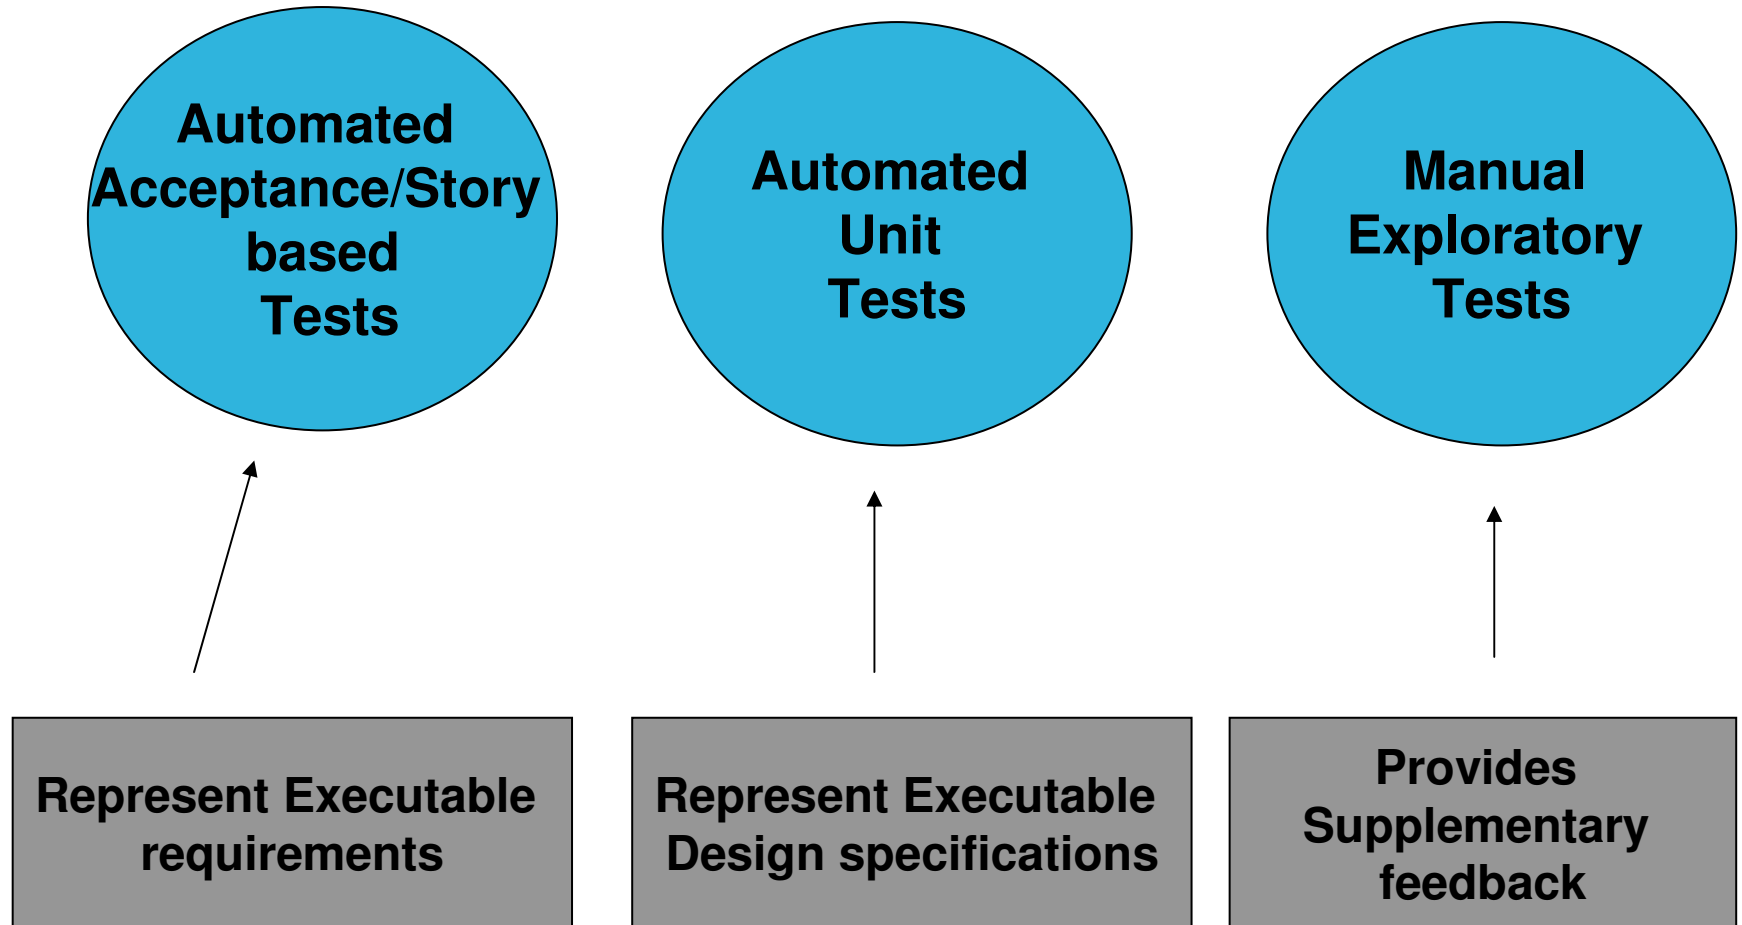 Automated
Acceptance/Story
based
Tests
Automated
Unit
Tests
Manual
Exploratory
Tests
Represent Executable
requirements
Represent Executable
Design specifications
Provides
Supplementary
feedback